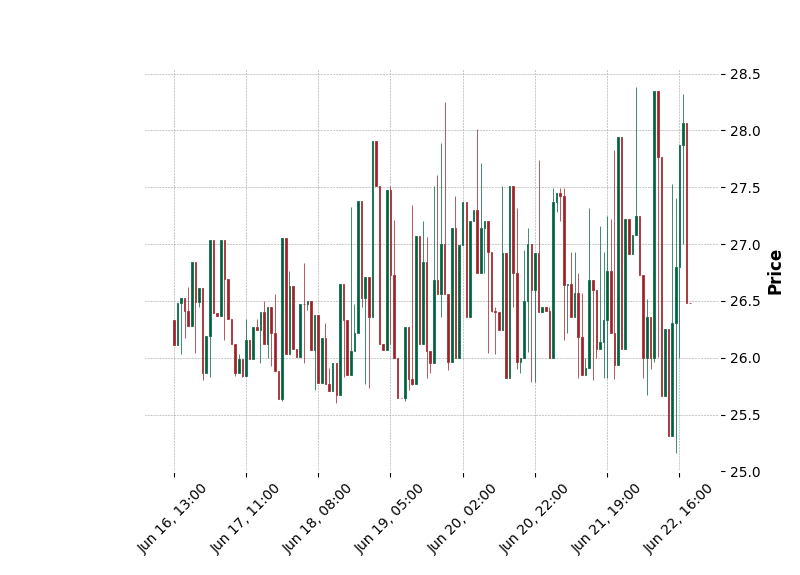 28.5
28.0
27.5
27.0
26.5
26.0
25.5
25.0
Price
Jun 16, 13:00
Jun 17, 11:00
Jun 18, 08:00
Jun 19, 05:00
Jun 20, 02:00
Jun 20, 22:00
Jun 21, 19:00
Jun 22, 16:00